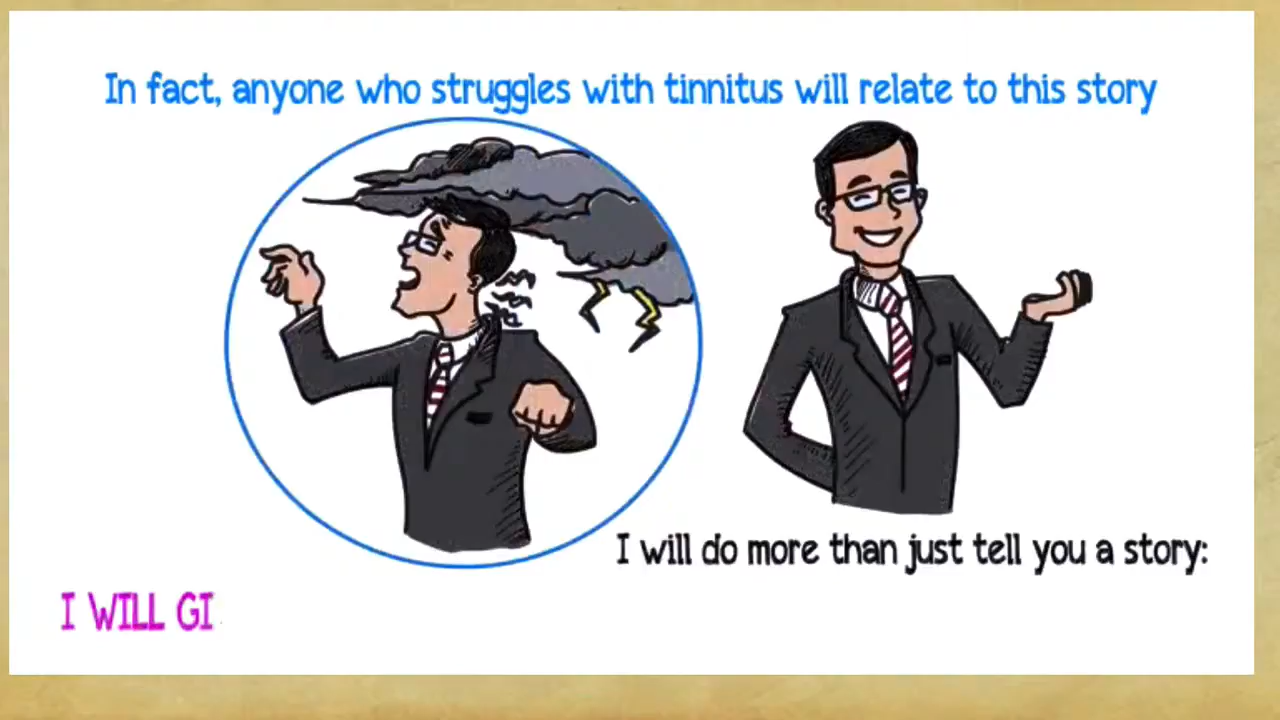 In fact, anyone who struggles with tinnitus will relate to this story
I will do more than just tell you a story:
I WILL GI